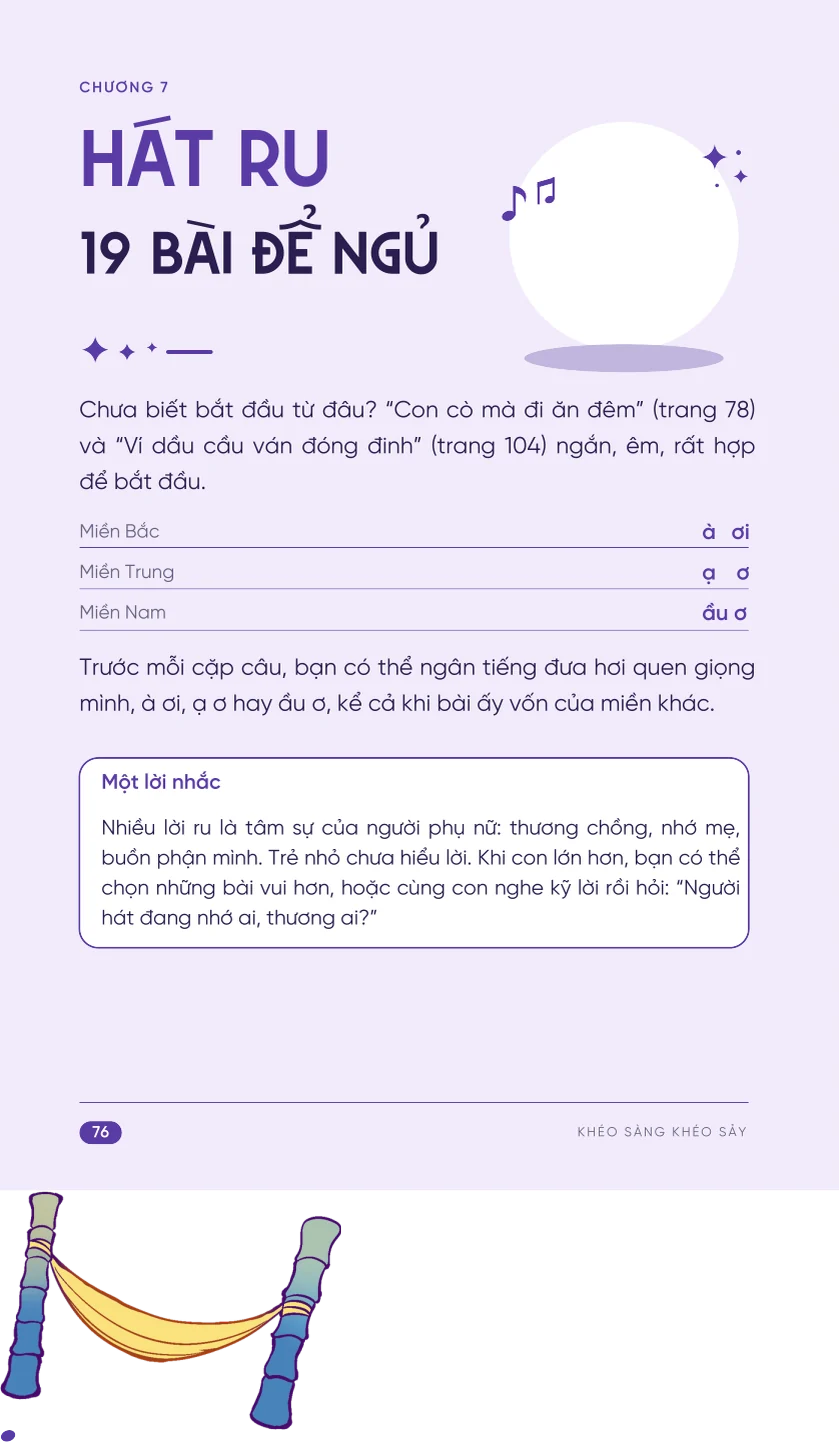 CHƯƠNG 7
HÁT RU
19 BÀI ĐỂ NGỦ
Chưa biết bắt đầu từ đâu? “Con cò mà đi ăn đêm” (trang 78)
và “Ví dầu cầu ván đóng đinh” (trang 104) ngắn, êm, rất hợp
để bắt đầu.
Miền Bắc à ơi
Miền Trung ạ ơ
Miền Nam ầu ơ
Trước mỗi cặp câu, bạn có thể ngân tiếng đưa hơi quen giọng
mình, à ơi, ạ ơ hay ầu ơ, kể cả khi bài ấy vốn của miền khác.
Một lời nhắc
Nhiều lời ru là tâm sự của người phụ nữ: thương chồng, nhớ mẹ,
buồn phận mình. Trẻ nhỏ chưa hiểu lời. Khi con lớn hơn, bạn có thể
chọn những bài vui hơn, hoặc cùng con nghe kỹ lời rồi hỏi: “Người
hát đang nhớ ai, thương ai?”
76 KHÉO SÀNG KHÉO SẢY